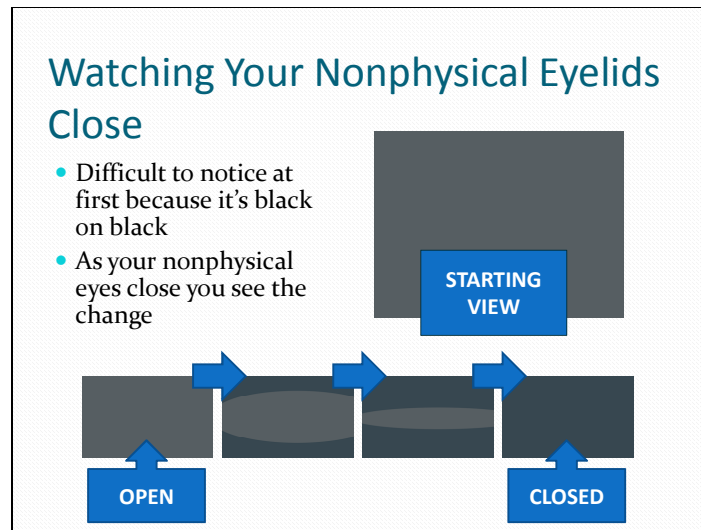 Watching Your Nonphysical Eyelids
Close
Difficult to notice at
first because it's black
on black
As your nonphysical
eyes close you see the
change
STARTING
VIEW
OPEN
CLOSED